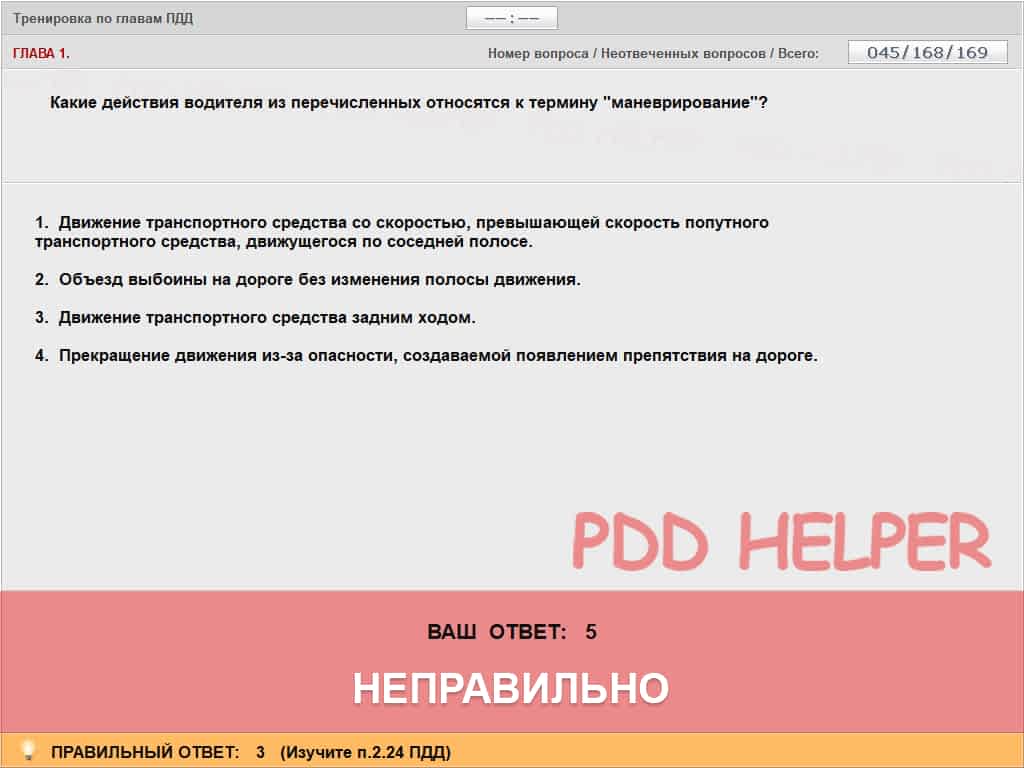 Тренировка по главам ПДД
−− : −−
ГЛАВА 1.
Номер вопроса / Неотвеченных вопросов / Всего:
045/168/169
Какие действия водителя из перечисленных относятся к термину "маневрирование"?
1. Движение транспортного средства со скоростью, превышающей скорость попутного
транспортного средства, движущегося по соседней полосе.
2. Объезд выбоины на дороге без изменения полосы движения.
3. Движение транспортного средства задним ходом.
4. Прекращение движения из-за опасности, создаваемой появлением препятствия на дороге.
PDD HELPER
ВАШ ОТВЕТ: 5
НЕПРАВИЛЬНО
ПРАВИЛЬНЫЙ ОТВЕТ: 3 (Изучите п.2.24 ПДД)